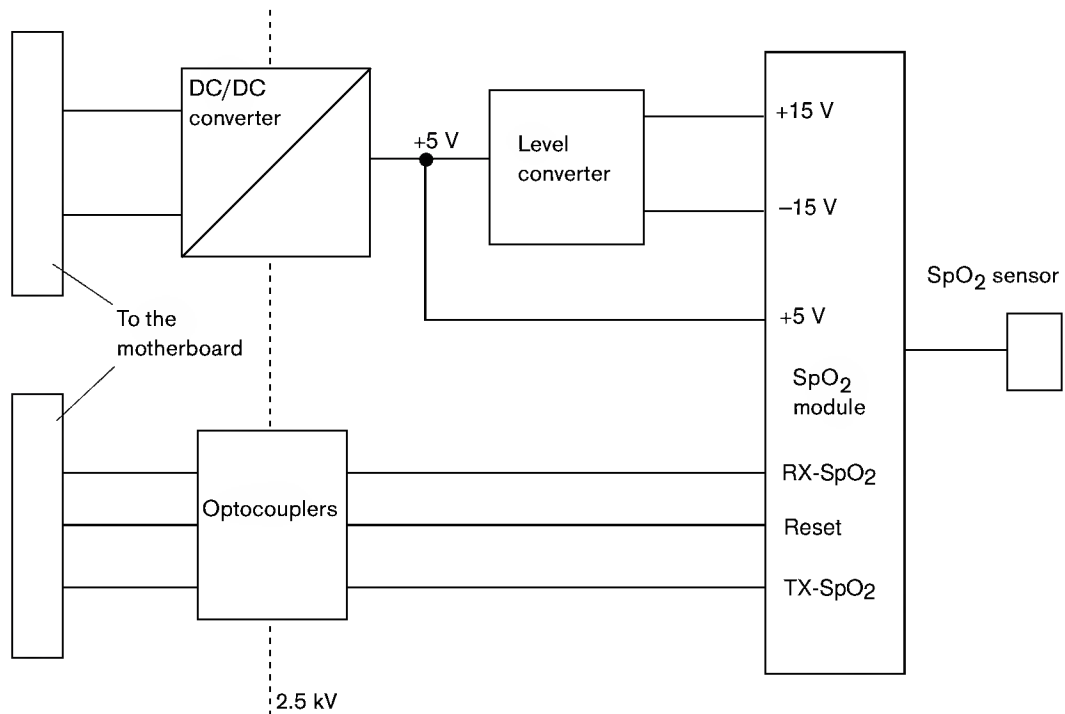 DC/DC
converter
+5 V
Level
converter
+15 V
–15 V
+5 V
SpO2
module
RX-SpO2
Reset
TX-SpO2
SpO2 sensor
To the
motherboard
Optocouplers
2.5 kV